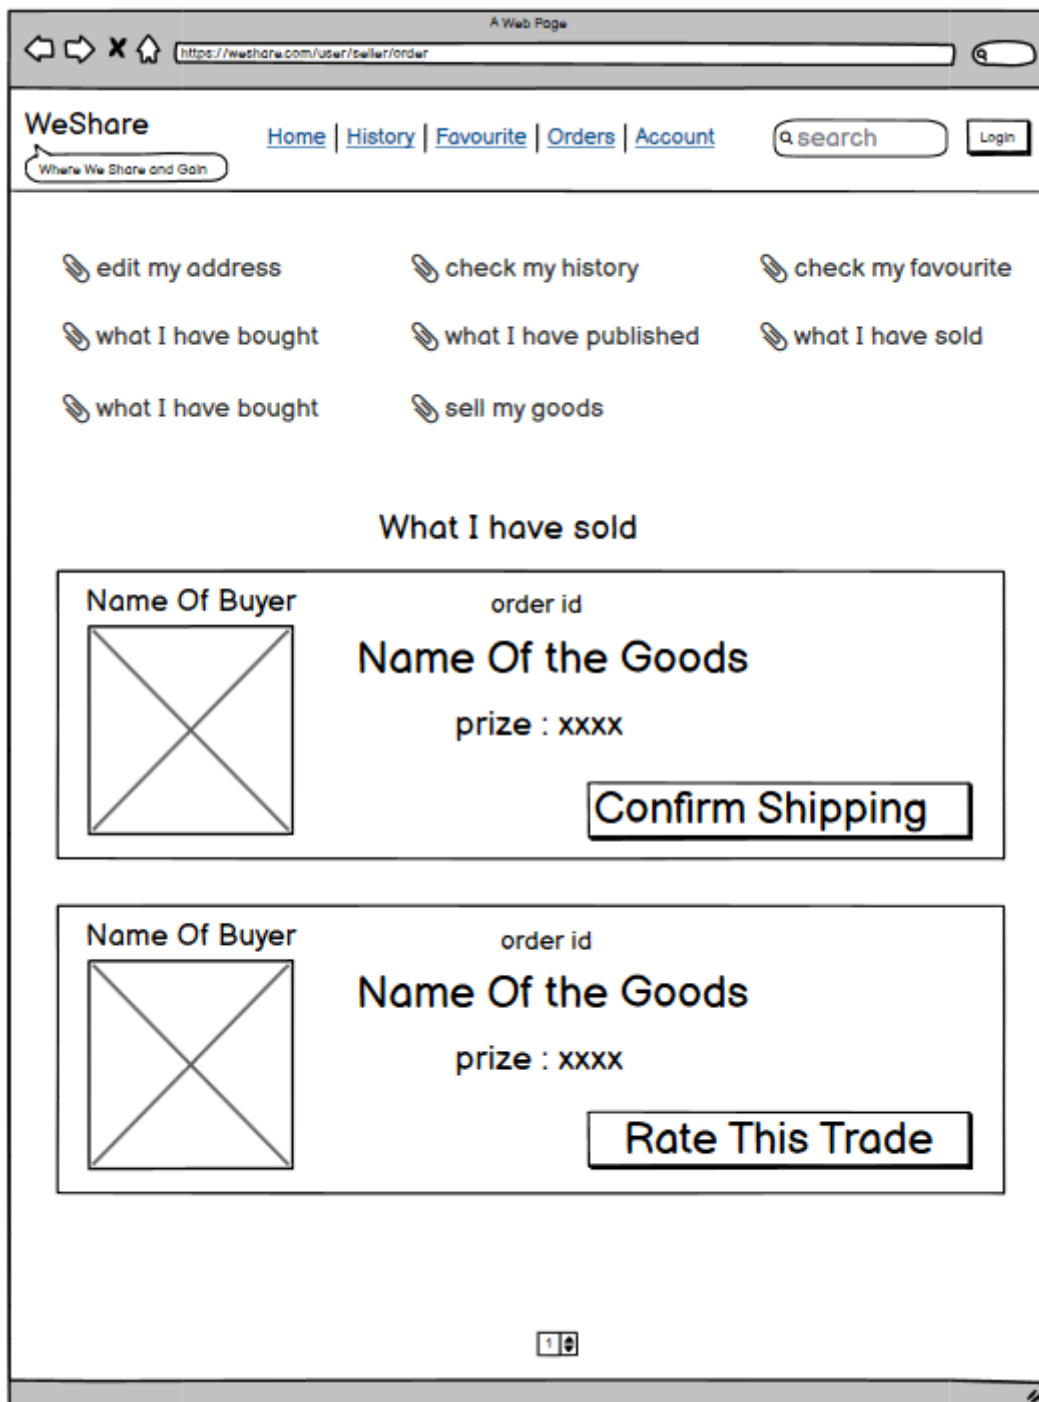 A Web Page
https://weshare.com/user/seller/order
WeShare
Where We Share and Gain
Home | History | Favourite | Orders | Account
search
Login
edit my address
check my history
check my favourite
what I have bought
what I have published
what I have sold
what I have bought
sell my goods
What I have sold
Name Of Buyer
order id
Name Of the Goods
prize : xxxx
Confirm Shipping
Name Of Buyer
order id
Name Of the Goods
prize : xxxx
Rate This Trade
1